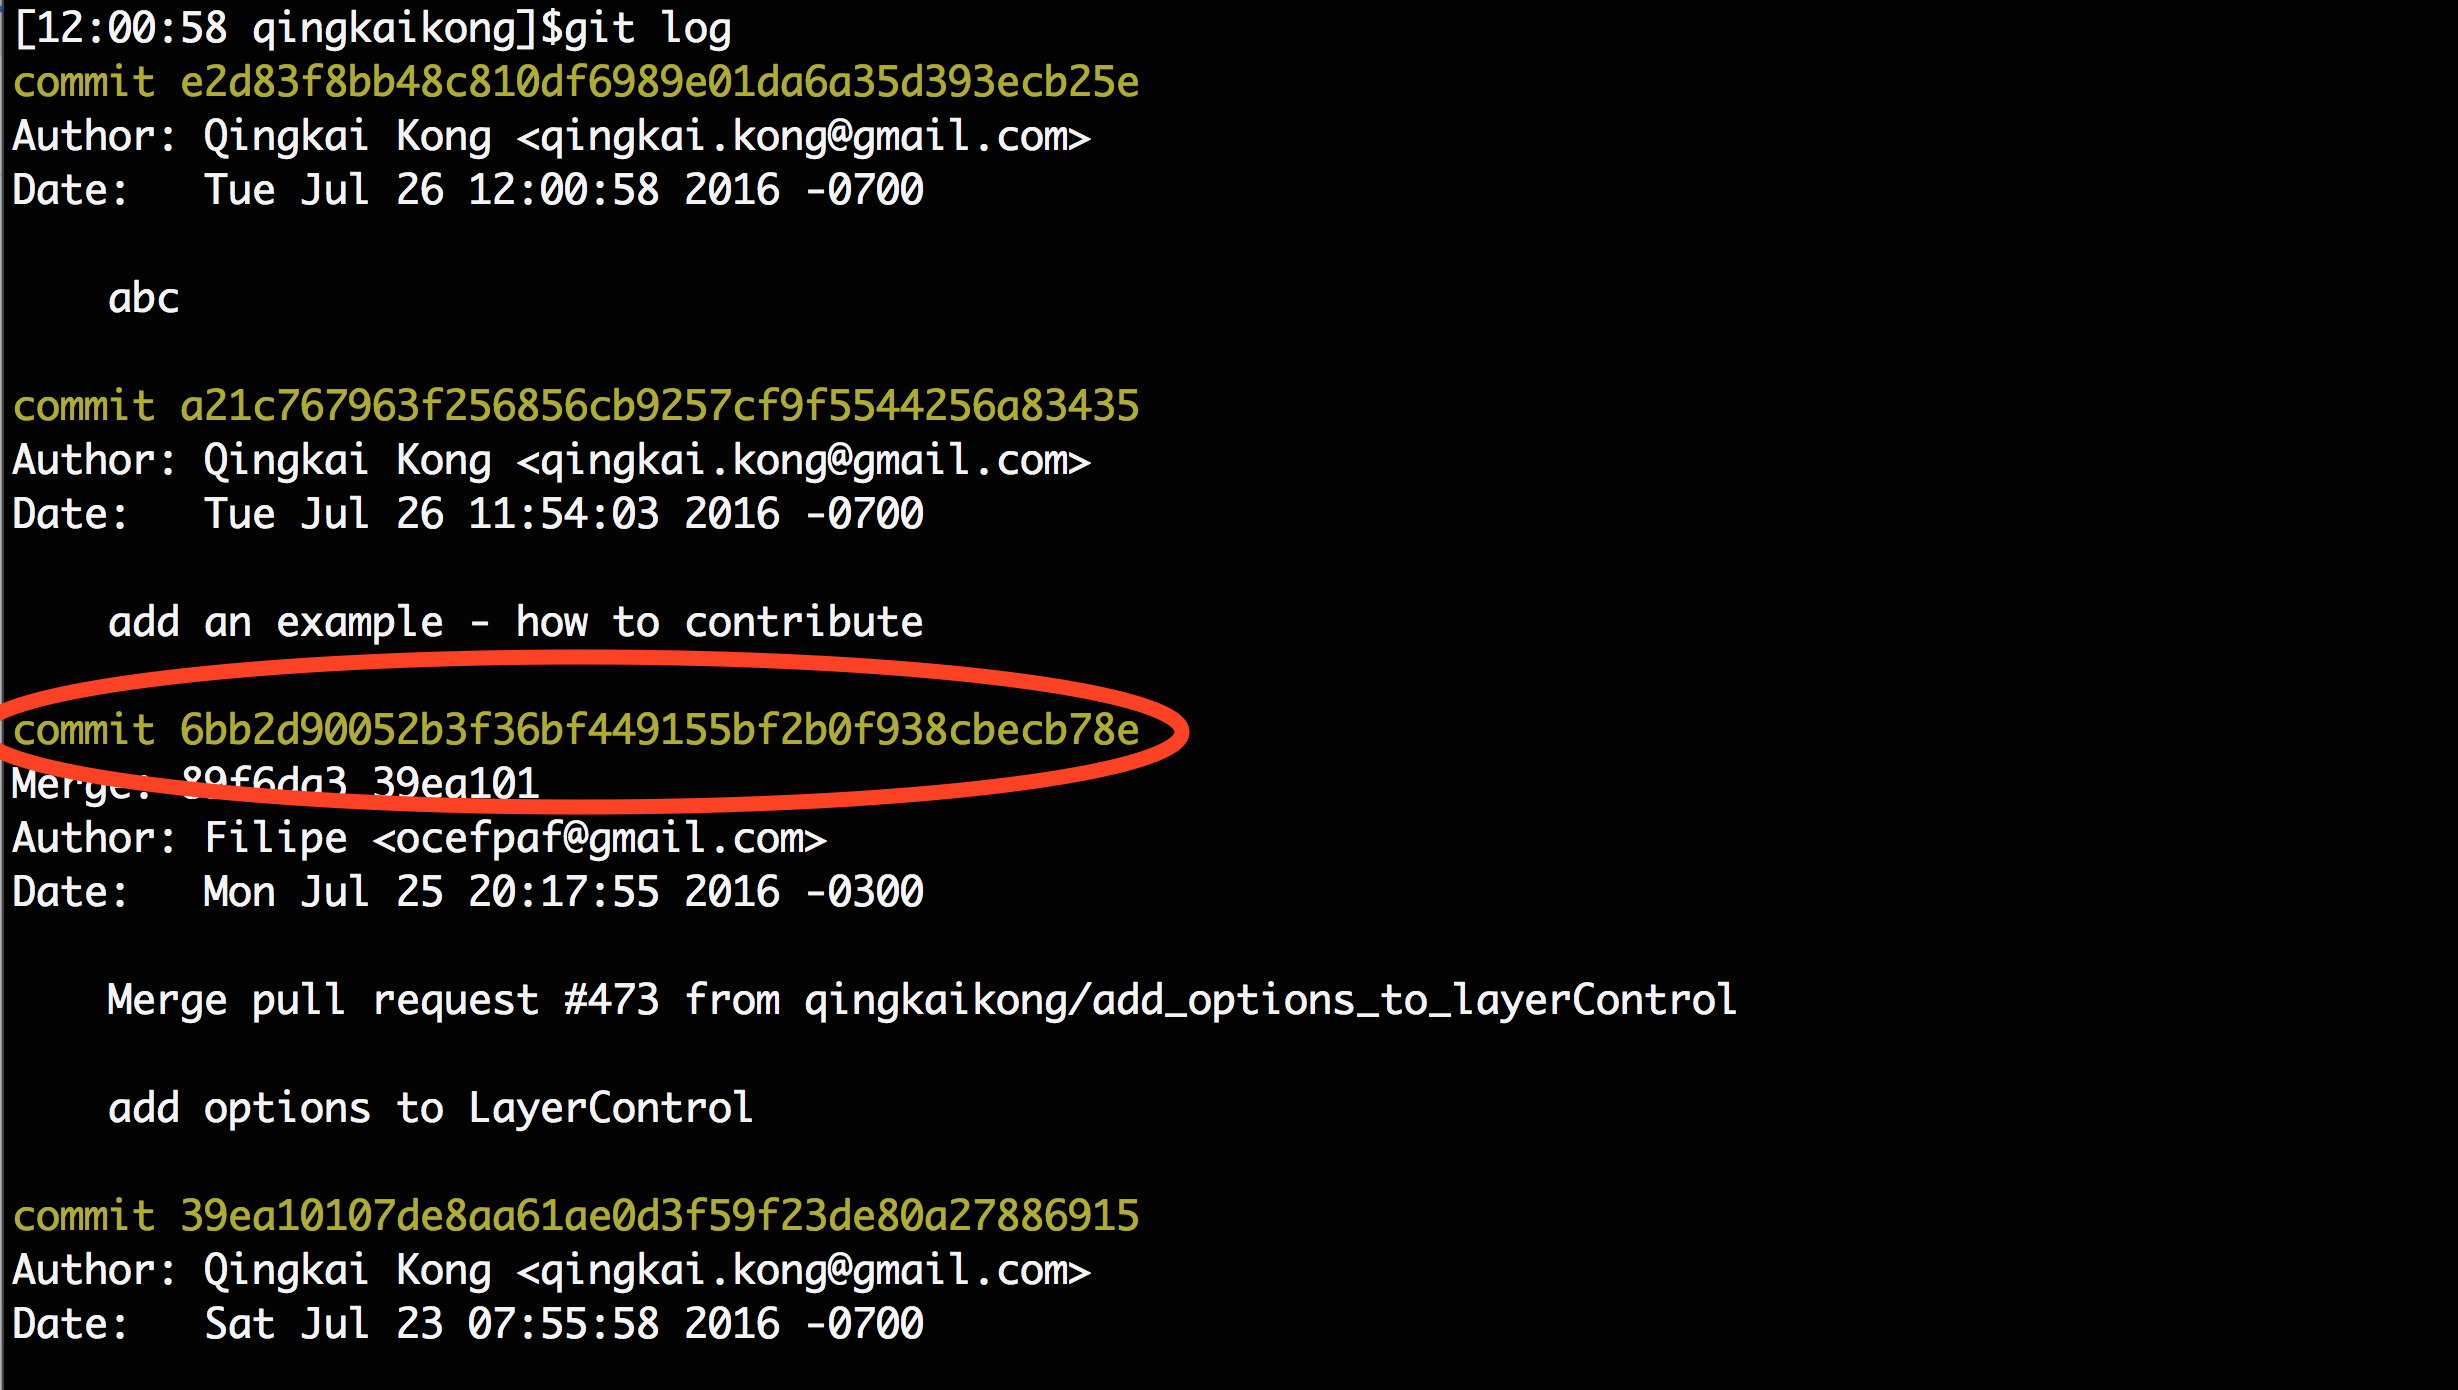 [12:00:58 qingkaikong]$git log
commit e2d83f8bb48c810df6989e01da6a35d393ecb25e
Author: Qingkai Kong <qingkai.kong@gmail.com>
Date:   Tue Jul 26 12:00:58 2016 -0700
abc
commit a21c767963f256856cb9257cf9f5544256a83435
Author: Qingkai Kong <qingkai.kong@gmail.com>
Date:   Tue Jul 26 11:54:03 2016 -0700
add an example - how to contribute
commit 6bb2d90052b3f36bf449155bf2b0f938cbecb78e
Merge: 89f6da3 39ea101
Author: Filipe <ocefpaf@gmail.com>
Date:   Mon Jul 25 20:17:55 2016 -0300
Merge pull request #473 from qingkaikong/add_options_to_layerControl
add options to LayerControl
commit 39ea10107de8aa61ae0d3f59f23de80a27886915
Author: Qingkai Kong <qingkai.kong@gmail.com>
Date:   Sat Jul 23 07:55:58 2016 -0700